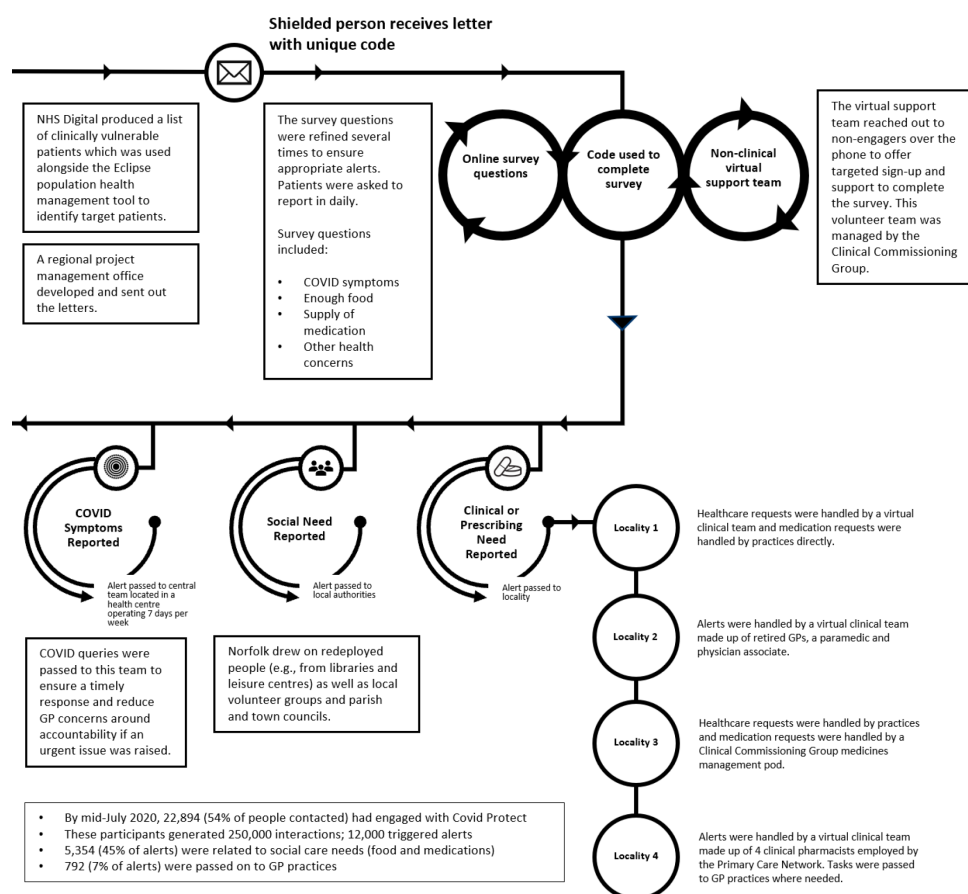 Shielded person receives letter
with unique code
NHS Digital produced a list
of clinically vulnerable
patients which was used
alongside the Eclipse
population health
management tool to
identify target patients.
A regional project
management office
developed and sent out
the letters.
The survey questions
were refined several
times to ensure
appropriate alerts.
Patients were asked to
report in daily.
Survey questions
included:
• COVID symptoms
• Enough food
• Supply of
medication
• Other health
concerns
Online survey
questions
Code used to
complete
survey
Non-clinical
virtual
support team
The virtual support
team reached out to
non-engagers over the
phone to offer
targeted sign-up and
support to complete
the survey. This
volunteer team was
managed by the
Clinical Commissioning
Group.
COVID
Symptoms
Reported
Alert passed to central
team located in a
health centre
operating 7 days per
week
COVID queries were
passed to this team to
ensure a timely
response and reduce
GP concerns around
accountability if an
urgent issue was raised.
Social Need
Reported
Alert passed to
local authorities
Norfolk drew on redeployed
people (e.g., from libraries and
leisure centres) as well as local
volunteer groups and parish
and town councils.
Clinical or
Prescribing
Need
Reported
Alert passed to
locality
Locality 1
Healthcare requests were handled by a virtual
clinical team and medication requests were
handled by practices directly.
Locality 2
Alerts were handled by a virtual clinical team
made up of retired GPs, a paramedic and
physician associate.
Locality 3
Healthcare requests were handled by practices
and medication requests were handled by a
Clinical Commissioning Group medicines
management pod.
Locality 4
Alerts were handled by a virtual clinical team
made up of 4 clinical pharmacists employed by
the Primary Care Network. Tasks were passed
to GP practices where needed.
• By mid-July 2020, 22,894 (54% of people contacted) had engaged with Covid Protect
• These participants generated 250,000 interactions; 12,000 triggered alerts
• 5,354 (45% of alerts) were related to social care needs (food and medications)
• 792 (7% of alerts) were passed on to GP practices